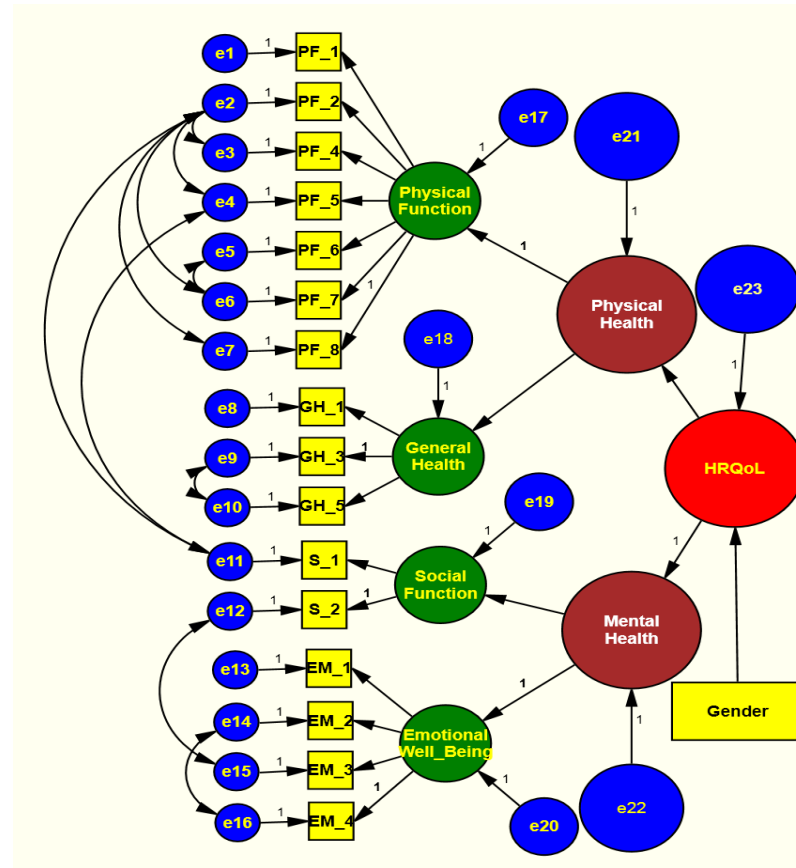 e1 1 PF_1
e2 1 PF_2
e3 1 PF_4
e4 1 PF_5
e5 1 PF_6
e6 1 PF_7
e7 1 PF_8
e8 1 GH_1
e9 1 GH_3
e10 1 GH_5
e11 1 S_1
e12 1 S_2
e13 1 EM_1
e14 1 EM_2
e15 1 EM_3
e16 1 EM_4
1
1
1
1
Physical
Function
e17
1
General
Health
e18
1
Social
Function
e19
1
Emotional
Well_Being
e20
1
1
Physical
Health
e21
1
1
Mental
Health
e22
1
1
HRQoL
e23
1
Gender